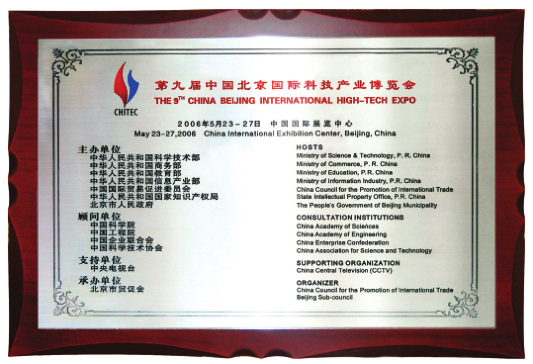 CHITEC
第九届中国北京国际科技产业博览会
THE 9TH CHINA BEIJING INTERNATIONAL HIGH-TECH EXPO
2006年5月23-27日 中国国际展览中心
May 23-27,2006 China International Exhibition Center, Beijing, China
主办单位
中华人民共和国科学技术部
中华人民共和国商务部
中华人民共和国教育部
中华人民共和国信息产业部
中国国际贸易促进委员会
中华人民共和国国家知识产权局
北京市人民政府
顾问单位
中国科学院
中国工程院
中国企业联合会
中国科学技术协会
支持单位
中央电视台
承办单位
北京市贸促会
HOSTS
Ministry of Science & Technology, P. R. China
Ministry of Commerce, P. R. China
Ministry of Education, P. R. China
Ministry of Information Industry, P.R. China
China Council for the Promotion of International Trade
State Intellectual Property Office, P.R. China
The People's Government of Beijing Municipality
CONSULTATION INSTITUTIONS
China Academy of Sciences
China Academy of Engineering
China Enterprise Confederation
China Association for Science and Technology
SUPPORTING ORGANIZATION
China Central Television (CCTV)
ORGANIZER
China Council for the Promotion of International Trade
Beijing Sub-council